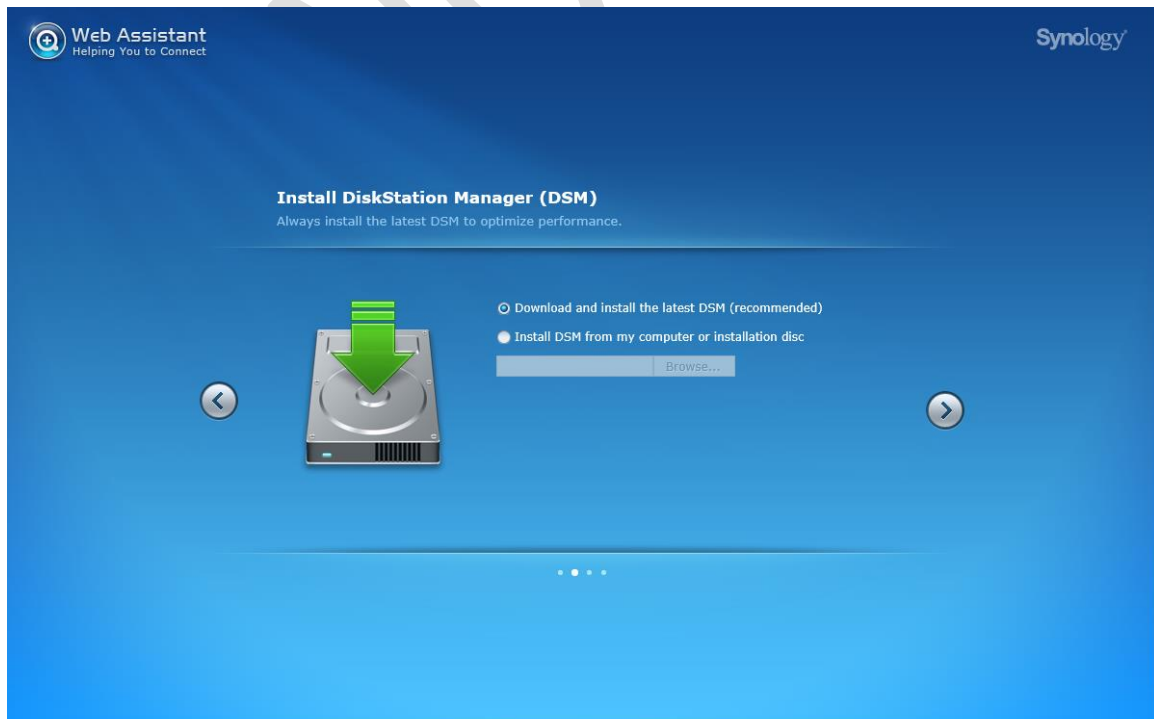 Web Assistant
Helping You to Connect
Synology
Install DiskStation Manager (DSM)
Always install the latest DSM to optimize performance.
Download and install the latest DSM (recommended)
Install DSM from my computer or installation disc
Browse...